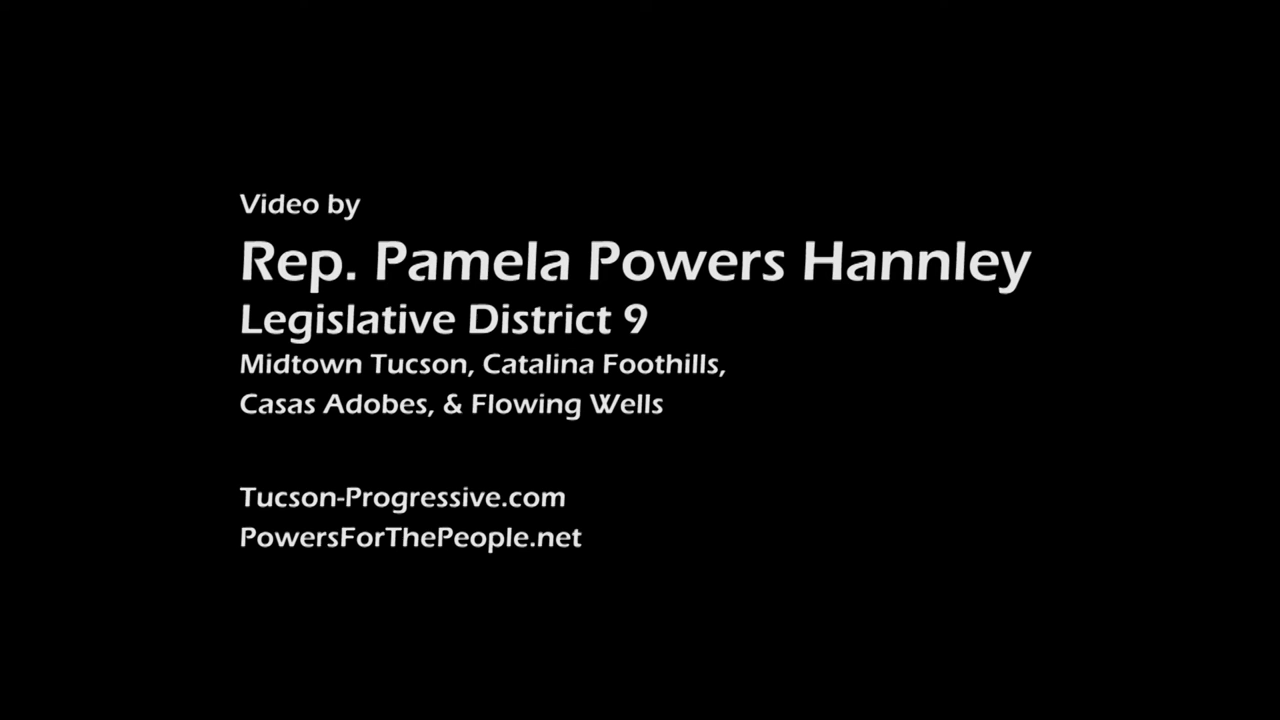 Video by
Rep. Pamela Powers Hannley
Legislative District 9
Midtown Tucson, Catalina Foothills,
Casas Adobes, & Flowing Wells
Tucson-Progressive.com
PowersForThePeople.net